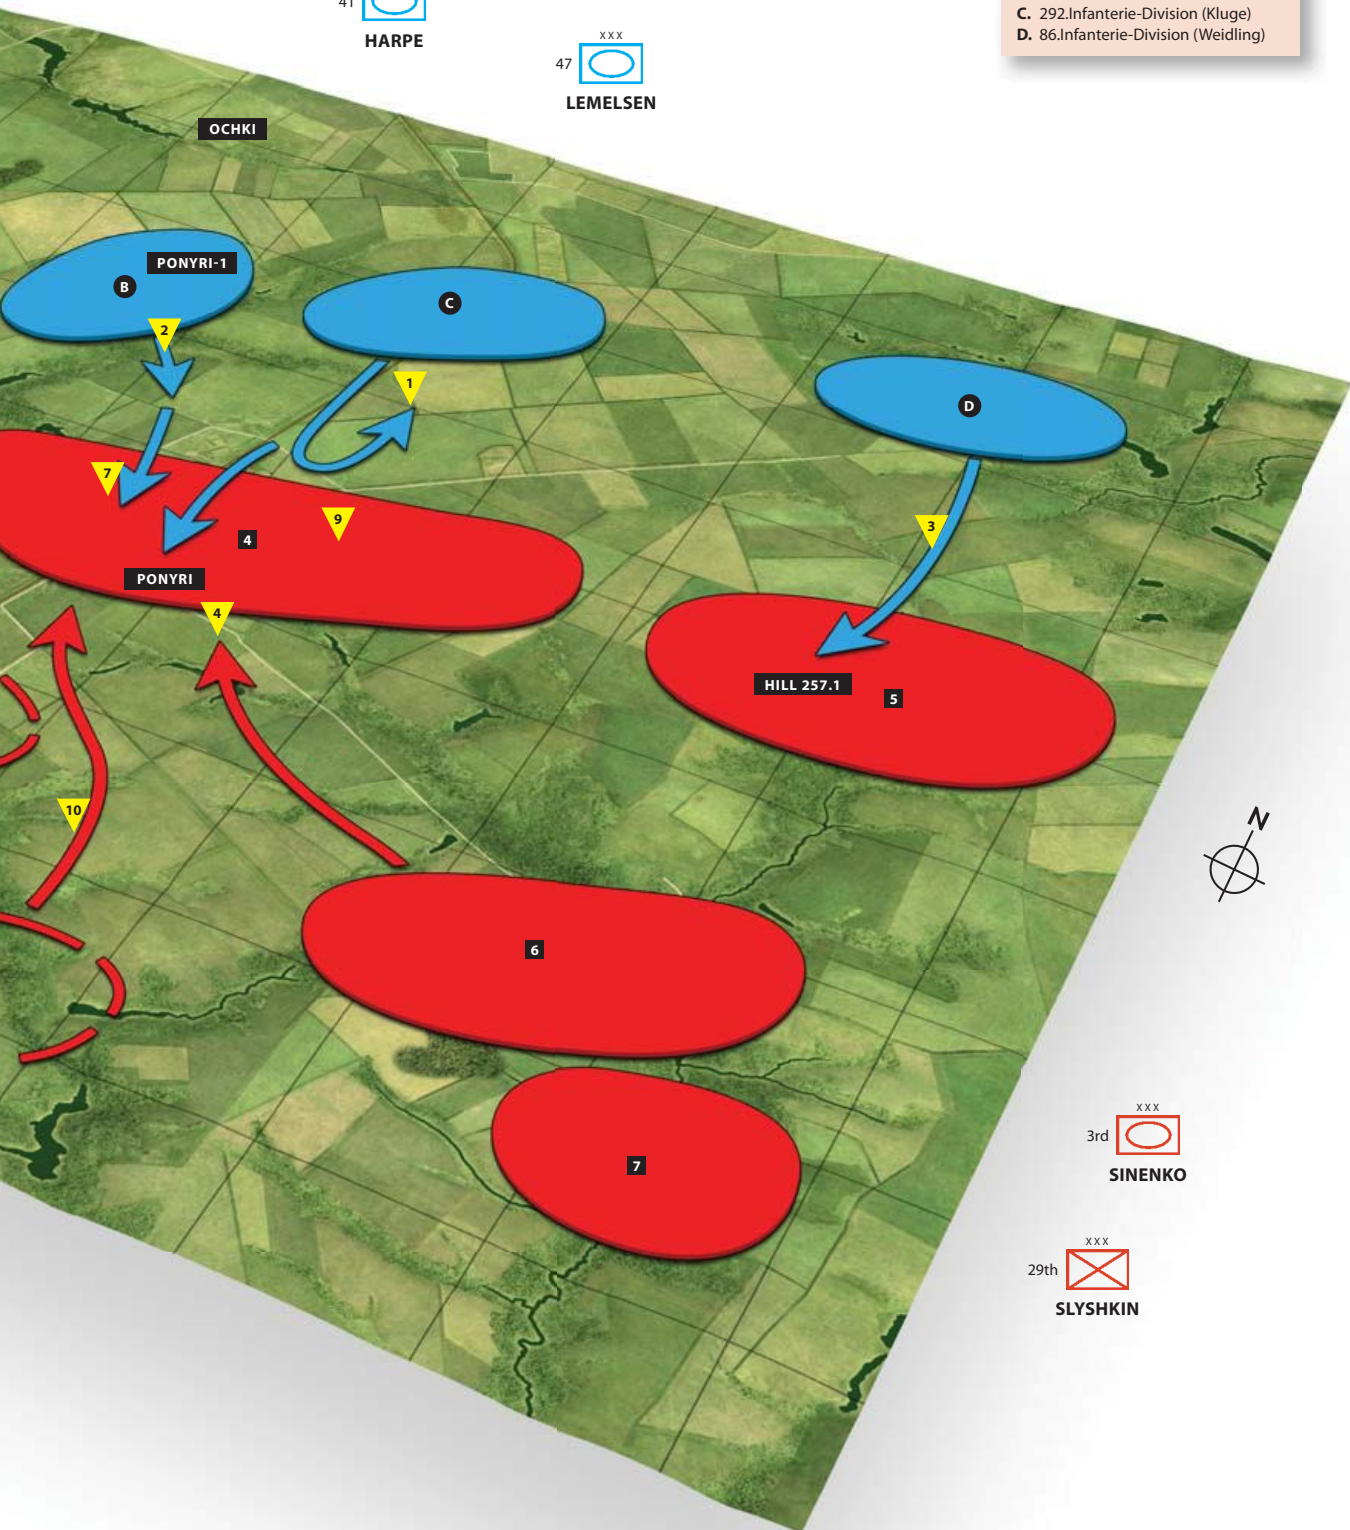 41
HARPE
xxx
47
LEMELSEN
C. 292.Infanterie-Division (Kluge)
D. 86.Infanterie-Division (Weidling)
OCHKI
PONYRI-1
B
2
C
1
D
7
9
3
4
PONYRI
4
HILL 257.1
5
10
N
6
7
xxx
3rd
SINENKO
xxx
29th
SLYSHKIN